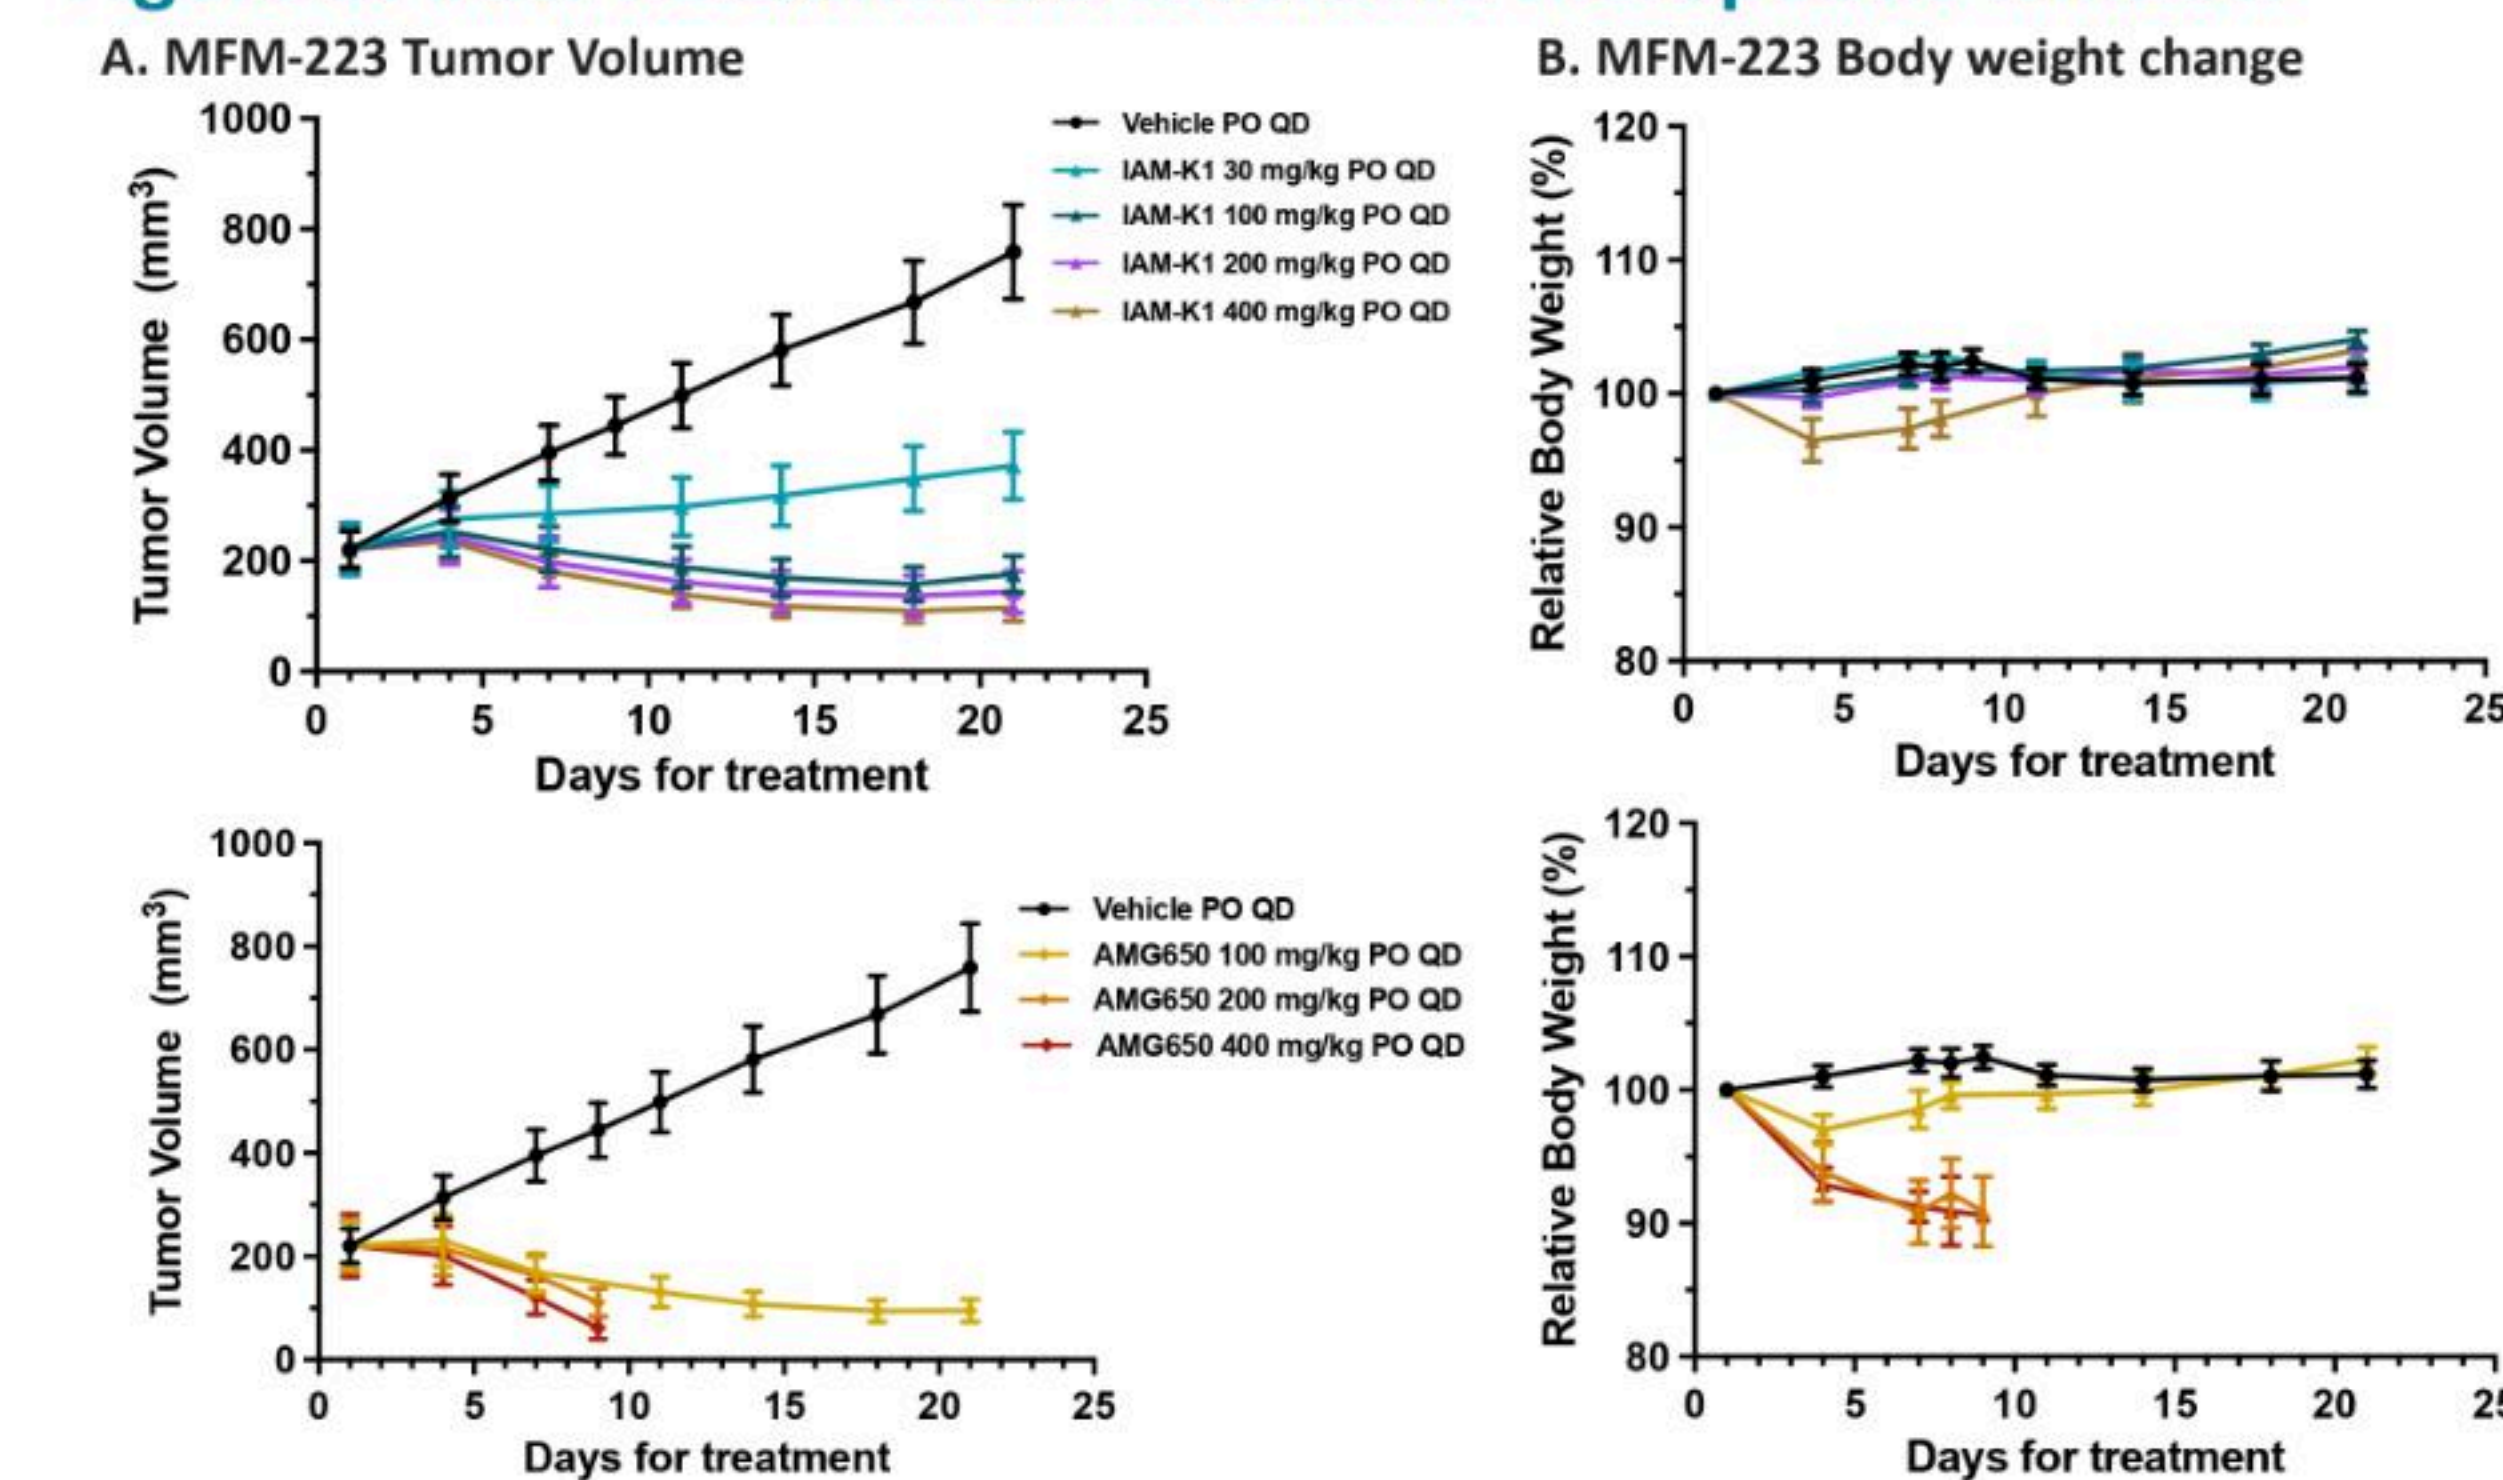 A. MFM-223 Tumor Volume
1000
800
600
400
200
0
Tumor Volume (mm³)
0 5 10 15 20 25
Days for treatment
Vehicle PO QD
IAM-K1 30 mg/kg PO QD
IAM-K1 100 mg/kg PO QD
IAM-K1 200 mg/kg PO QD
IAM-K1 400 mg/kg PO QD
B. MFM-223 Body weight change
120
110
100
90
80
Relative Body Weight (%)
0 5 10 15 20 25
Days for treatment
1000
800
600
400
200
0
Tumor Volume (mm³)
0 5 10 15 20 25
Days for treatment
Vehicle PO QD
AMG650 100 mg/kg PO QD
AMG650 200 mg/kg PO QD
AMG650 400 mg/kg PO QD
120
110
100
90
80
Relative Body Weight (%)
0 5 10 15 20 25
Days for treatment